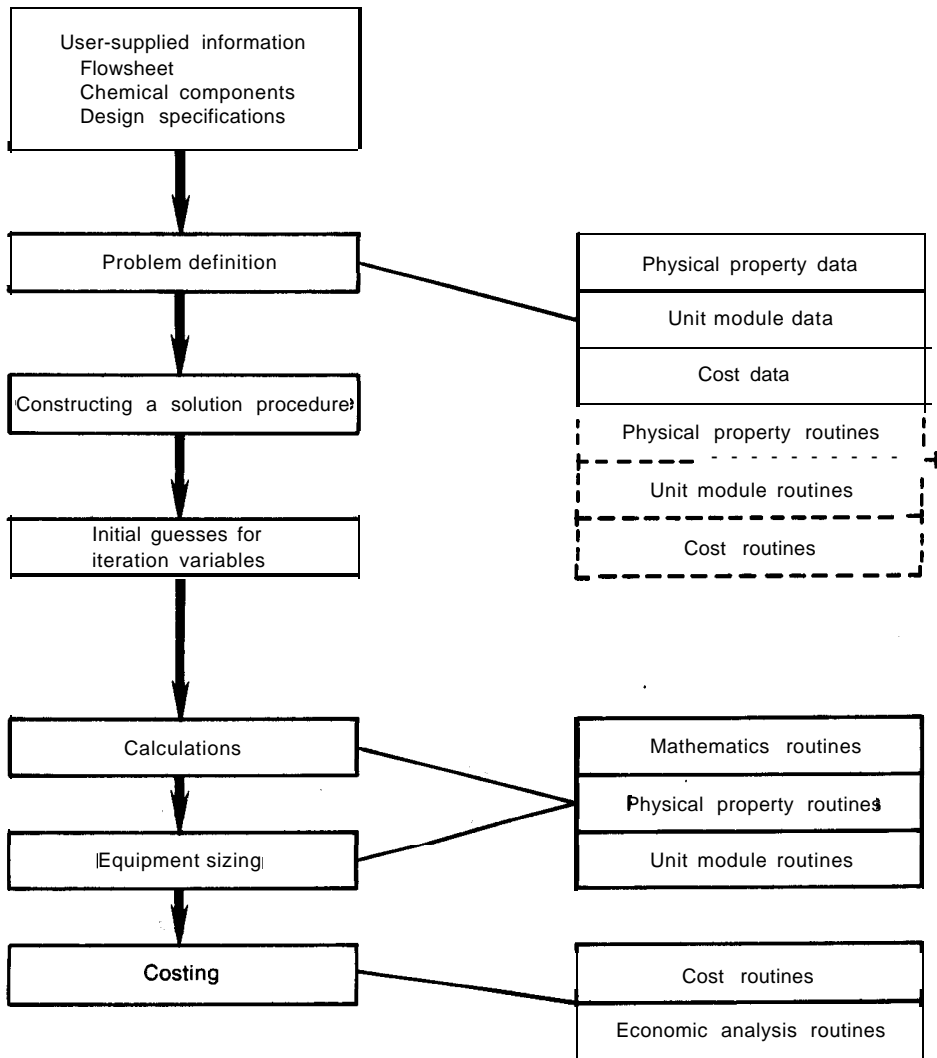 User-supplied information
Flowsheet
Chemical components
Design specifications
Problem definition
Physical property data
Unit module data
Cost data
Constructing a solution procedure
Physical property routines
Unit module routines
Initial guesses for
iteration variables
Cost routines
Calculations
Mathematics routines
Physical property routines
Equipment sizing
Unit module routines
Costing
Cost routines
Economic analysis routines